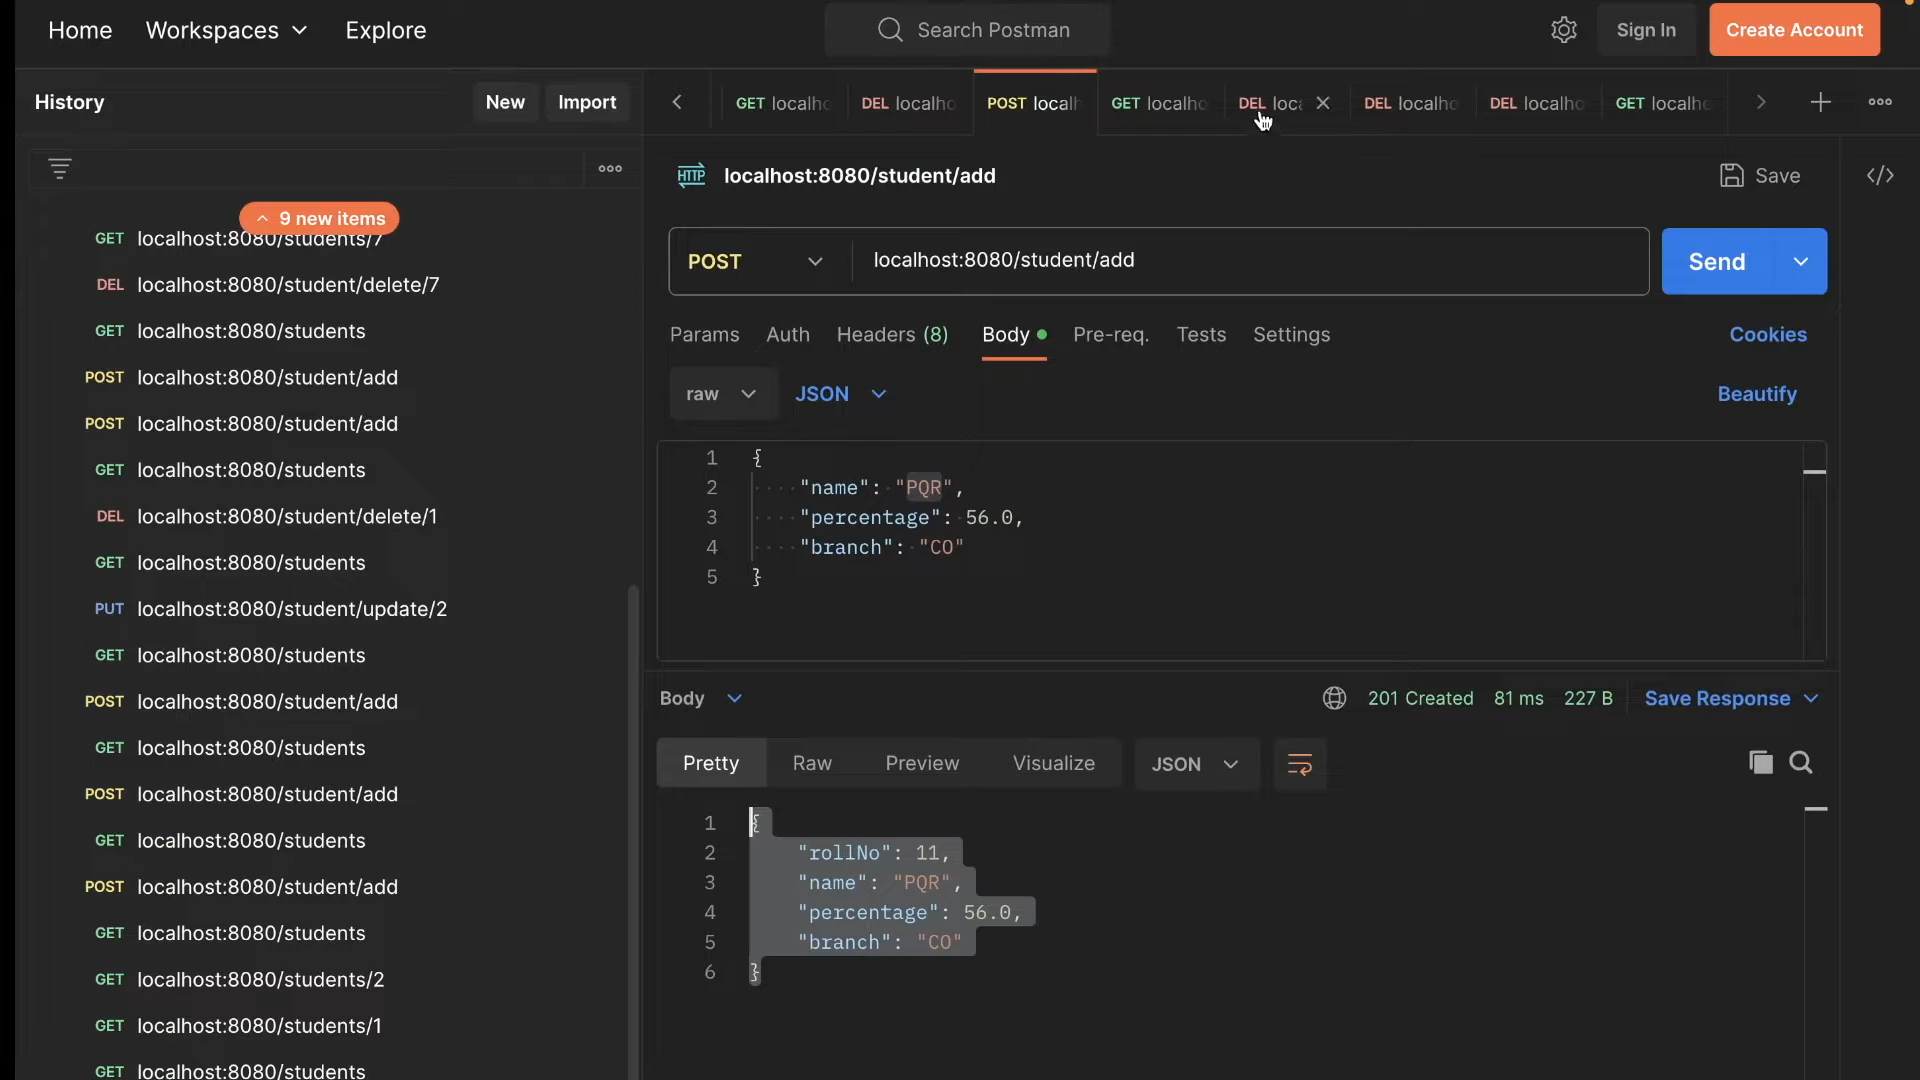 Home Workspaces Explore Search Postman Sign In Create Account
History New Import
GET localho DEL localho POST localh GET localho DEL loca DEL localho DEL localho GET localho
HTTP localhost:8080/student/add Save
9 new items
GET localhost:8080/students/7
DEL localhost:8080/student/delete/7
GET localhost:8080/students
POST localhost:8080/student/add
POST localhost:8080/student/add
GET localhost:8080/students
DEL localhost:8080/student/delete/1
GET localhost:8080/students
PUT localhost:8080/student/update/2
GET localhost:8080/students
POST localhost:8080/student/add
GET localhost:8080/students
POST localhost:8080/student/add
GET localhost:8080/students
POST localhost:8080/student/add
GET localhost:8080/students
GET localhost:8080/students/2
GET localhost:8080/students/1
GET localhost:8080/students
POST localhost:8080/student/add Send
Params Auth Headers (8) Body Pre-req. Tests Settings Cookies
raw JSON Beautify
1 {
2 "name": "PQR",
3 "percentage": 56.0,
4 "branch": "CO"
5 }
Body 201 Created 81 ms 227 B Save Response
Pretty Raw Preview Visualize JSON
1 {
2 "rollNo": 11,
3 "name": "PQR",
4 "percentage": 56.0,
5 "branch": "CO"
6 }